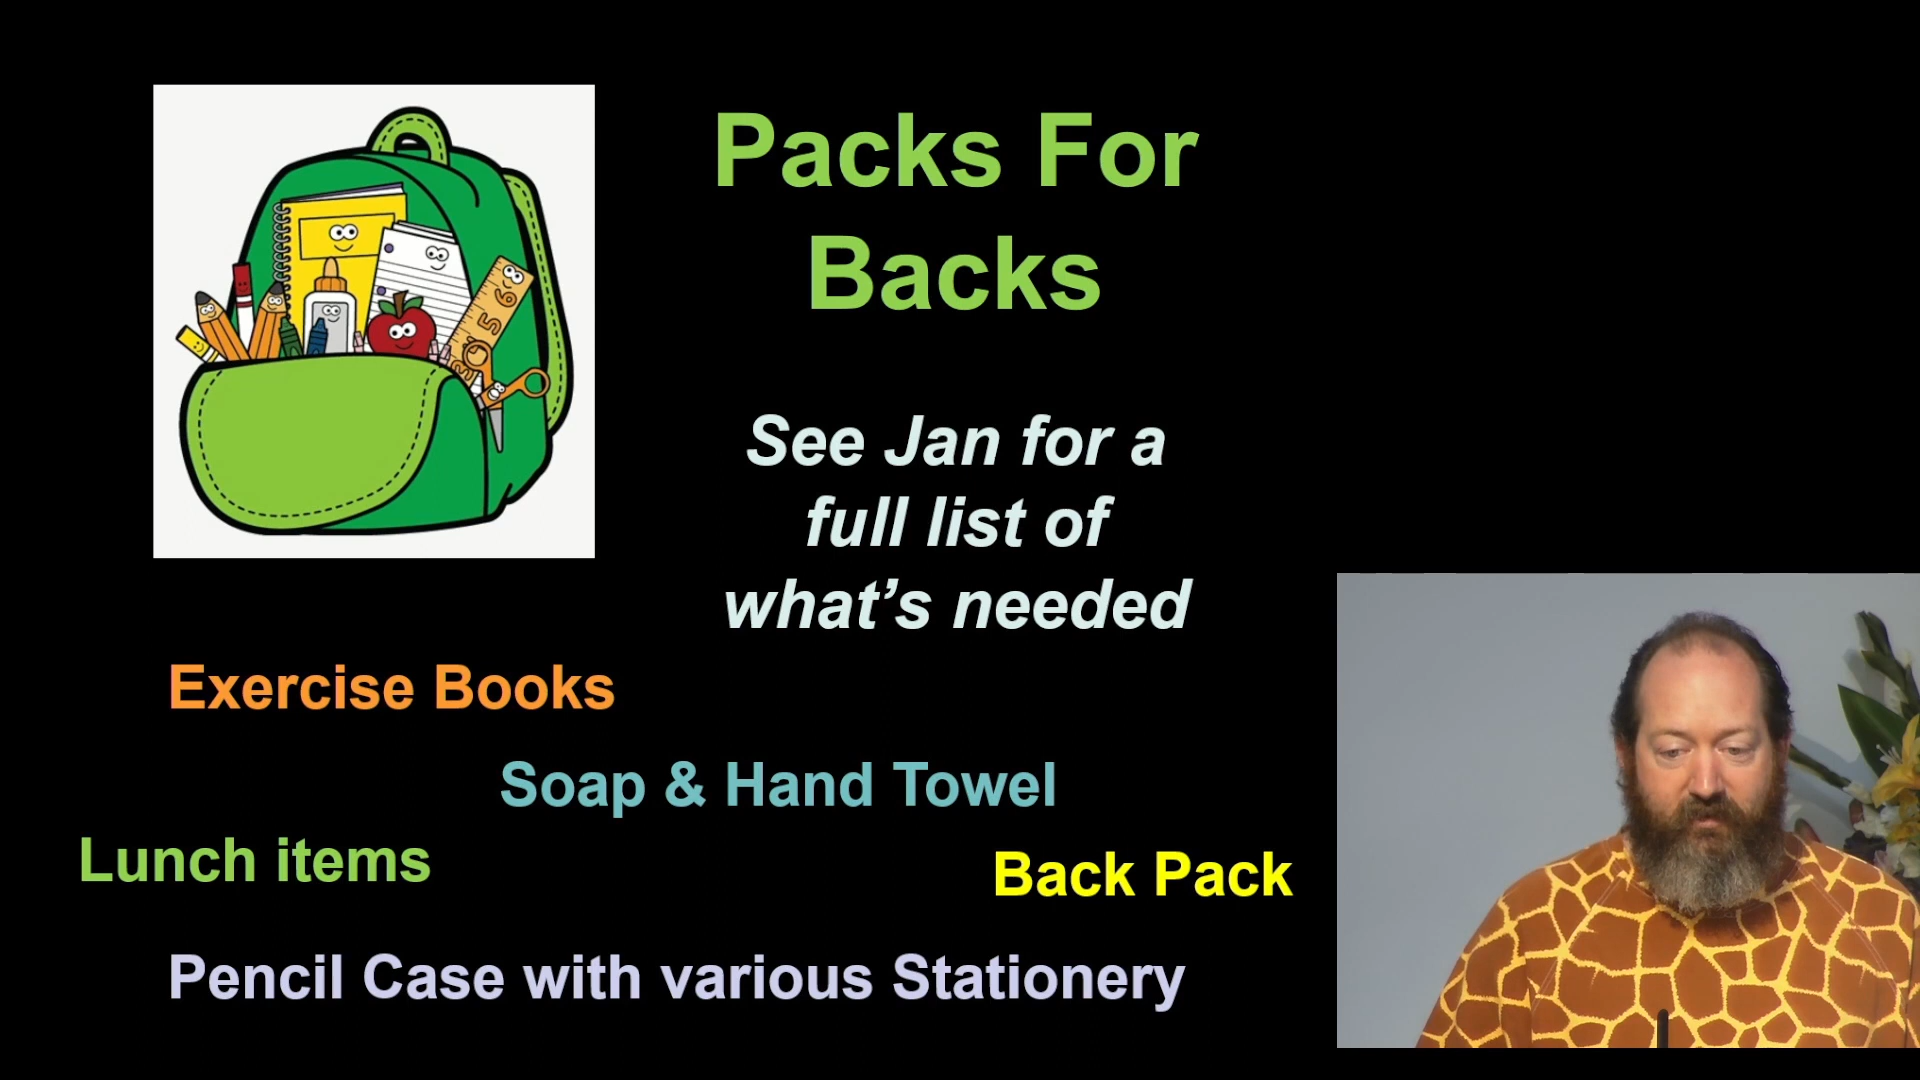 Packs For
Backs
See Jan for a
full list of
what's needed
Exercise Books
Soap & Hand Towel
Lunch items
Back Pack
Pencil Case with various Stationery